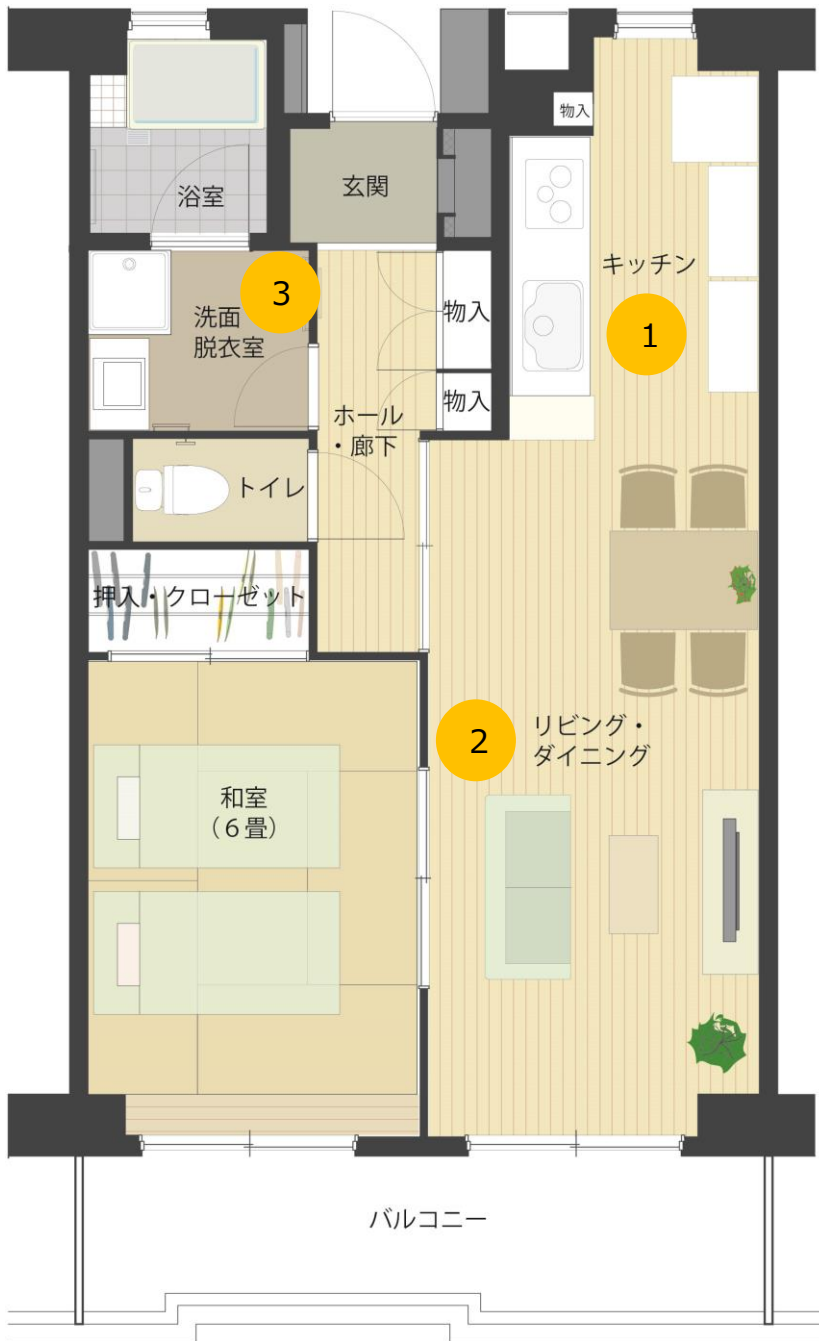 物入
浴室
玄関
キッチン
3
洗面
脱衣室
物入
1
物入
ホール
・廊下
トイレ
押入・クローゼット
2
リビング・
ダイニング
和室
（６畳）
バルコニー